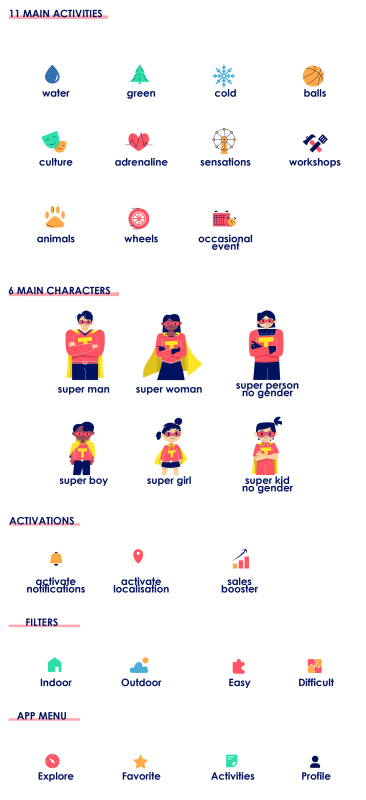 11 MAIN ACTIVITIES
water green cold balls
culture adrenaline sensations workshops
animals wheels occasional
event
6 MAIN CHARACTERS
super man super woman super person
no gender
super boy super girl super kid
no gender
ACTIVATIONS
activate activate sales
notifications localisation booster
FILTERS
Indoor Outdoor Easy Difficult
APP MENU
Explore Favorite Activities Profile